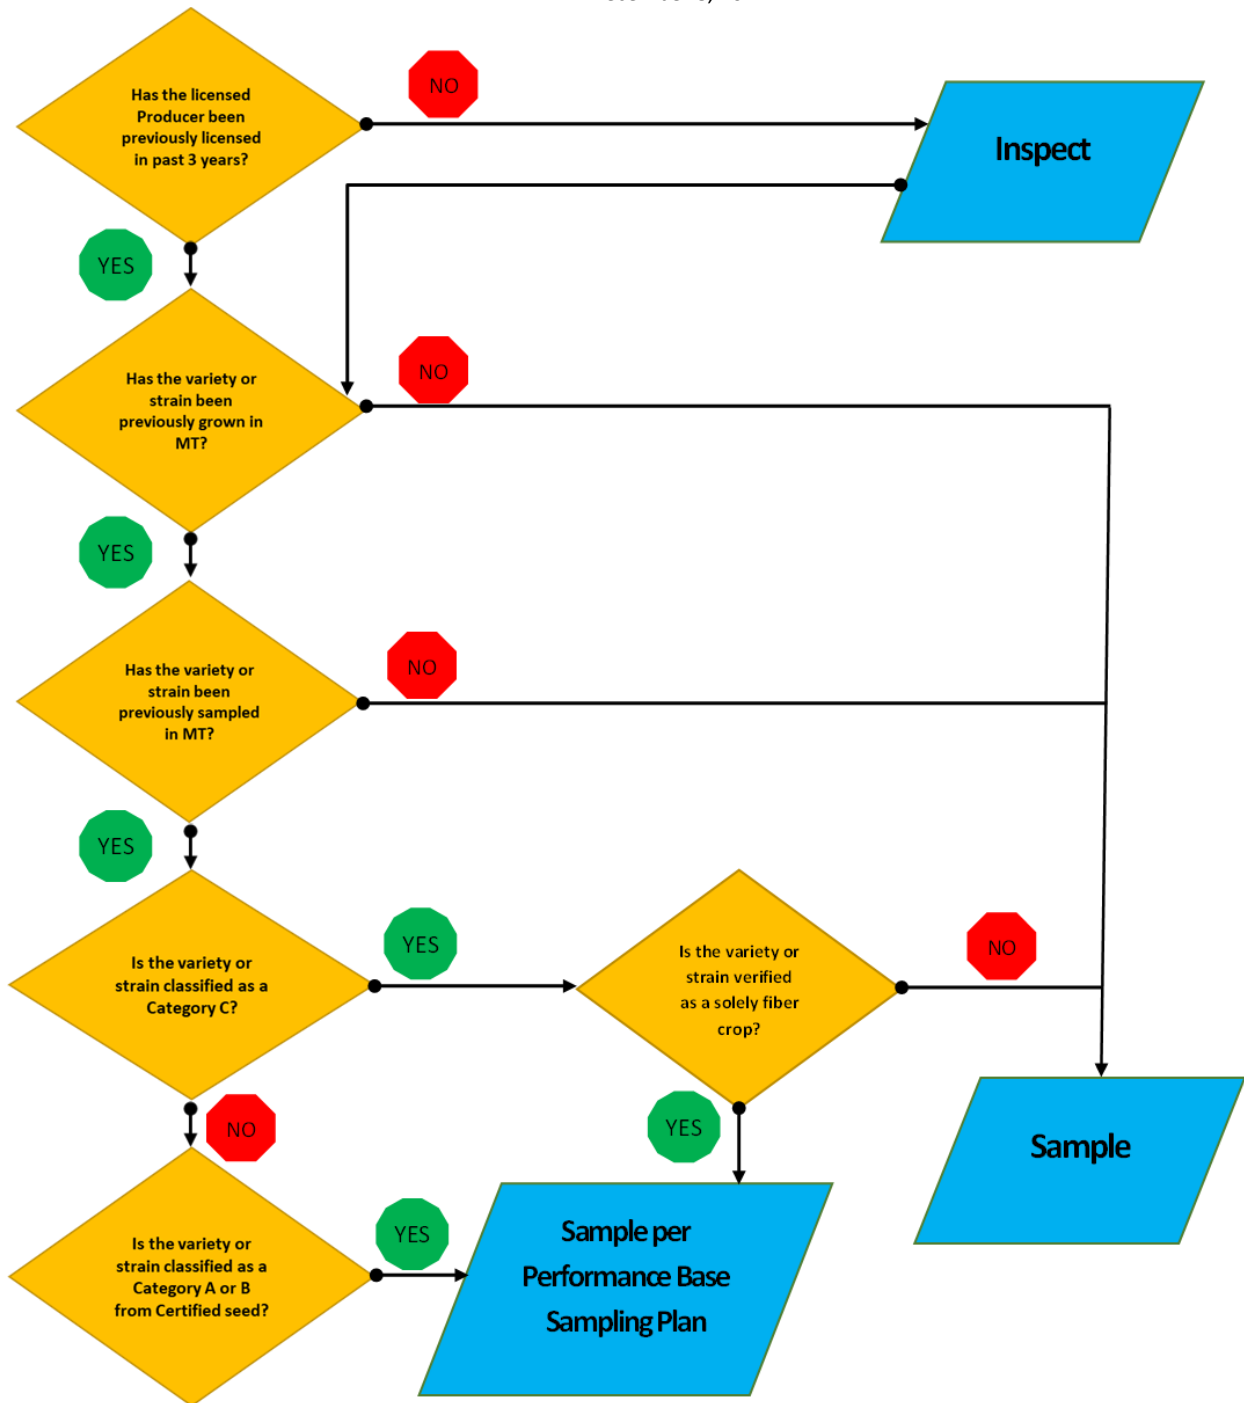 Has the licensed
Producer been
previously licensed
in past 3 years?
NO
Inspect
YES
Has the variety or
strain been
previously grown in
MT?
NO
YES
Has the variety or
strain been
previously sampled
in MT?
NO
YES
Is the variety or
strain classified as a
Category C?
YES
Is the variety or
strain verified
as a solely fiber
crop?
NO
NO
YES
Sample
Is the variety or
strain classified as a
Category A or B
from Certified seed?
YES
Sample per
Performance Base
Sampling Plan